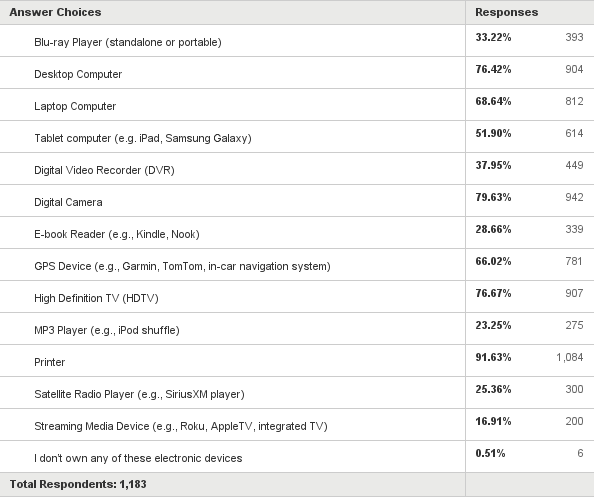 Answer Choices Responses
Blu-ray Player (standalone or portable) 33.22% 393
Desktop Computer 76.42% 904
Laptop Computer 68.64% 812
Tablet computer (e.g. iPad, Samsung Galaxy) 51.90% 614
Digital Video Recorder (DVR) 37.95% 449
Digital Camera 79.63% 942
E-book Reader (e.g., Kindle, Nook) 28.66% 339
GPS Device (e.g., Garmin, TomTom, in-car navigation system) 66.02% 781
High Definition TV (HDTV) 76.67% 907
MP3 Player (e.g., iPod shuffle) 23.25% 275
Printer 91.63% 1,084
Satellite Radio Player (e.g., SiriusXM player) 25.36% 300
Streaming Media Device (e.g., Roku, AppleTV, integrated TV) 16.91% 200
I don't own any of these electronic devices 0.51% 6
Total Respondents: 1,183